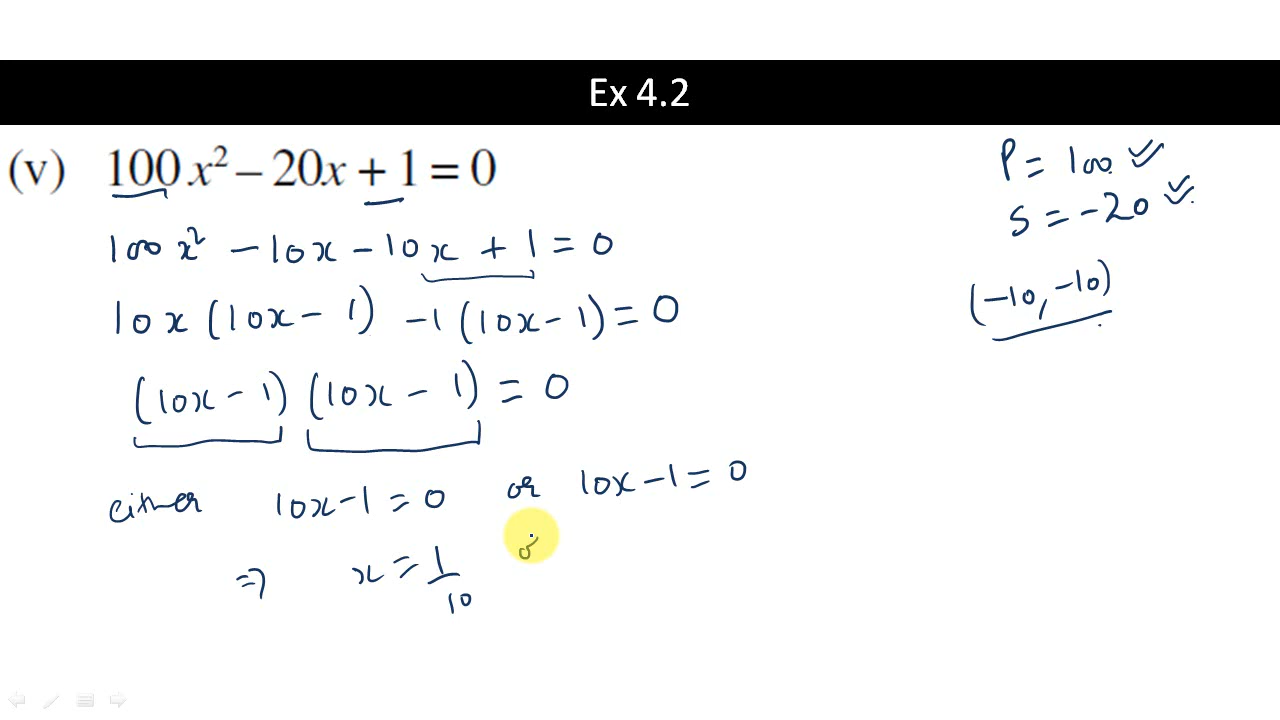 Ex 4.2
(v) 100x² – 20x + 1 = 0
P = 100
S = -20
100x² - 10x - 10x + 1 = 0
(-10, -10)
10x (10x - 1) - 1 (10x - 1) = 0
(10x - 1) (10x - 1) = 0
either 10x - 1 = 0 or 10x - 1 = 0
⇒ x = 1/10